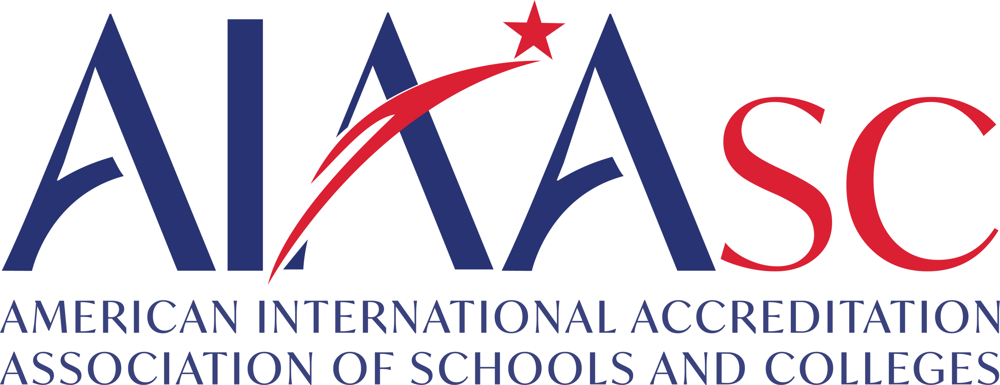 AIAASC
AMERICAN INTERNATIONAL ACCREDITATION
ASSOCIATION OF SCHOOLS AND COLLEGES